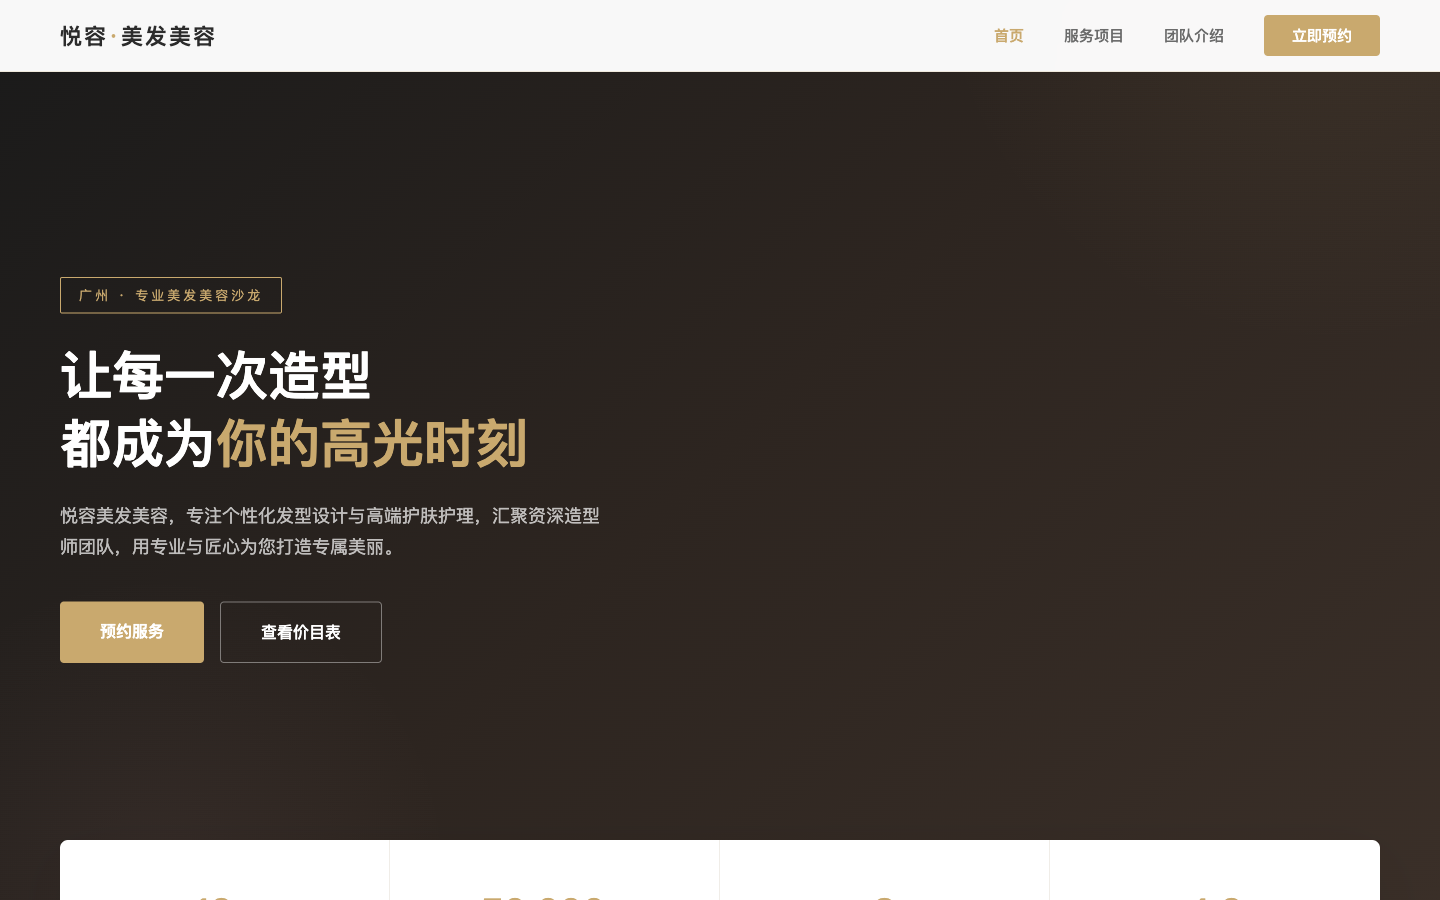 悦容·美发美容
首页
服务项目
团队介绍
立即预约
广州 · 专业美发美容沙龙
让每一次造型
都成为你的高光时刻
悦容美发美容，专注个性化发型设计与高端护肤护理，汇聚资深造型
师团队，用专业与匠心为您打造专属美丽。
预约服务
查看价目表